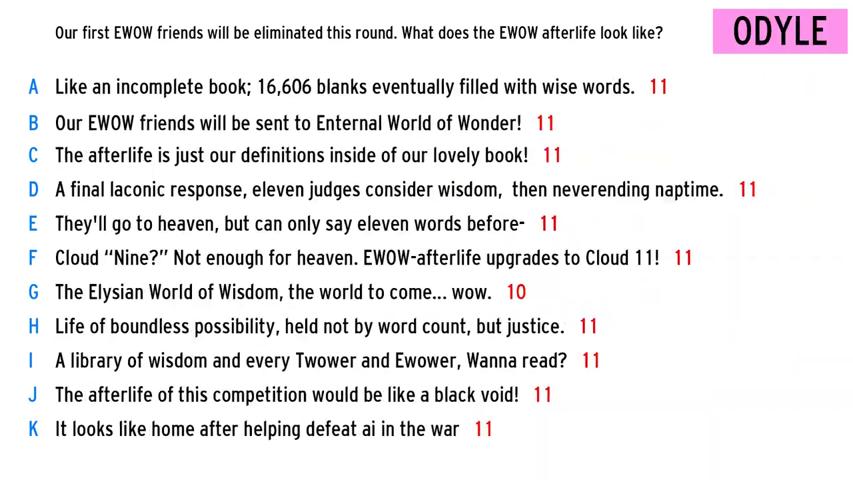 Our first EWOW friends will be eliminated this round. What does the EWOW afterlife look like?
ODYLE
A Like an incomplete book; 16,606 blanks eventually filled with wise words. 11
B Our EWOW friends will be sent to Enternal World of Wonder! 11
C The afterlife is just our definitions inside of our lovely book! 11
D A final laconic response, eleven judges consider wisdom, then neverending naptime. 11
E They'll go to heaven, but can only say eleven words before- 11
F Cloud “Nine?” Not enough for heaven. EWOW-afterlife upgrades to Cloud 11! 11
G The Elysian World of Wisdom, the world to come... wow. 10
H Life of boundless possibility, held not by word count, but justice. 11
I A library of wisdom and every Twower and Ewower, Wanna read? 11
J The afterlife of this competition would be like a black void! 11
K It looks like home after helping defeat ai in the war 11